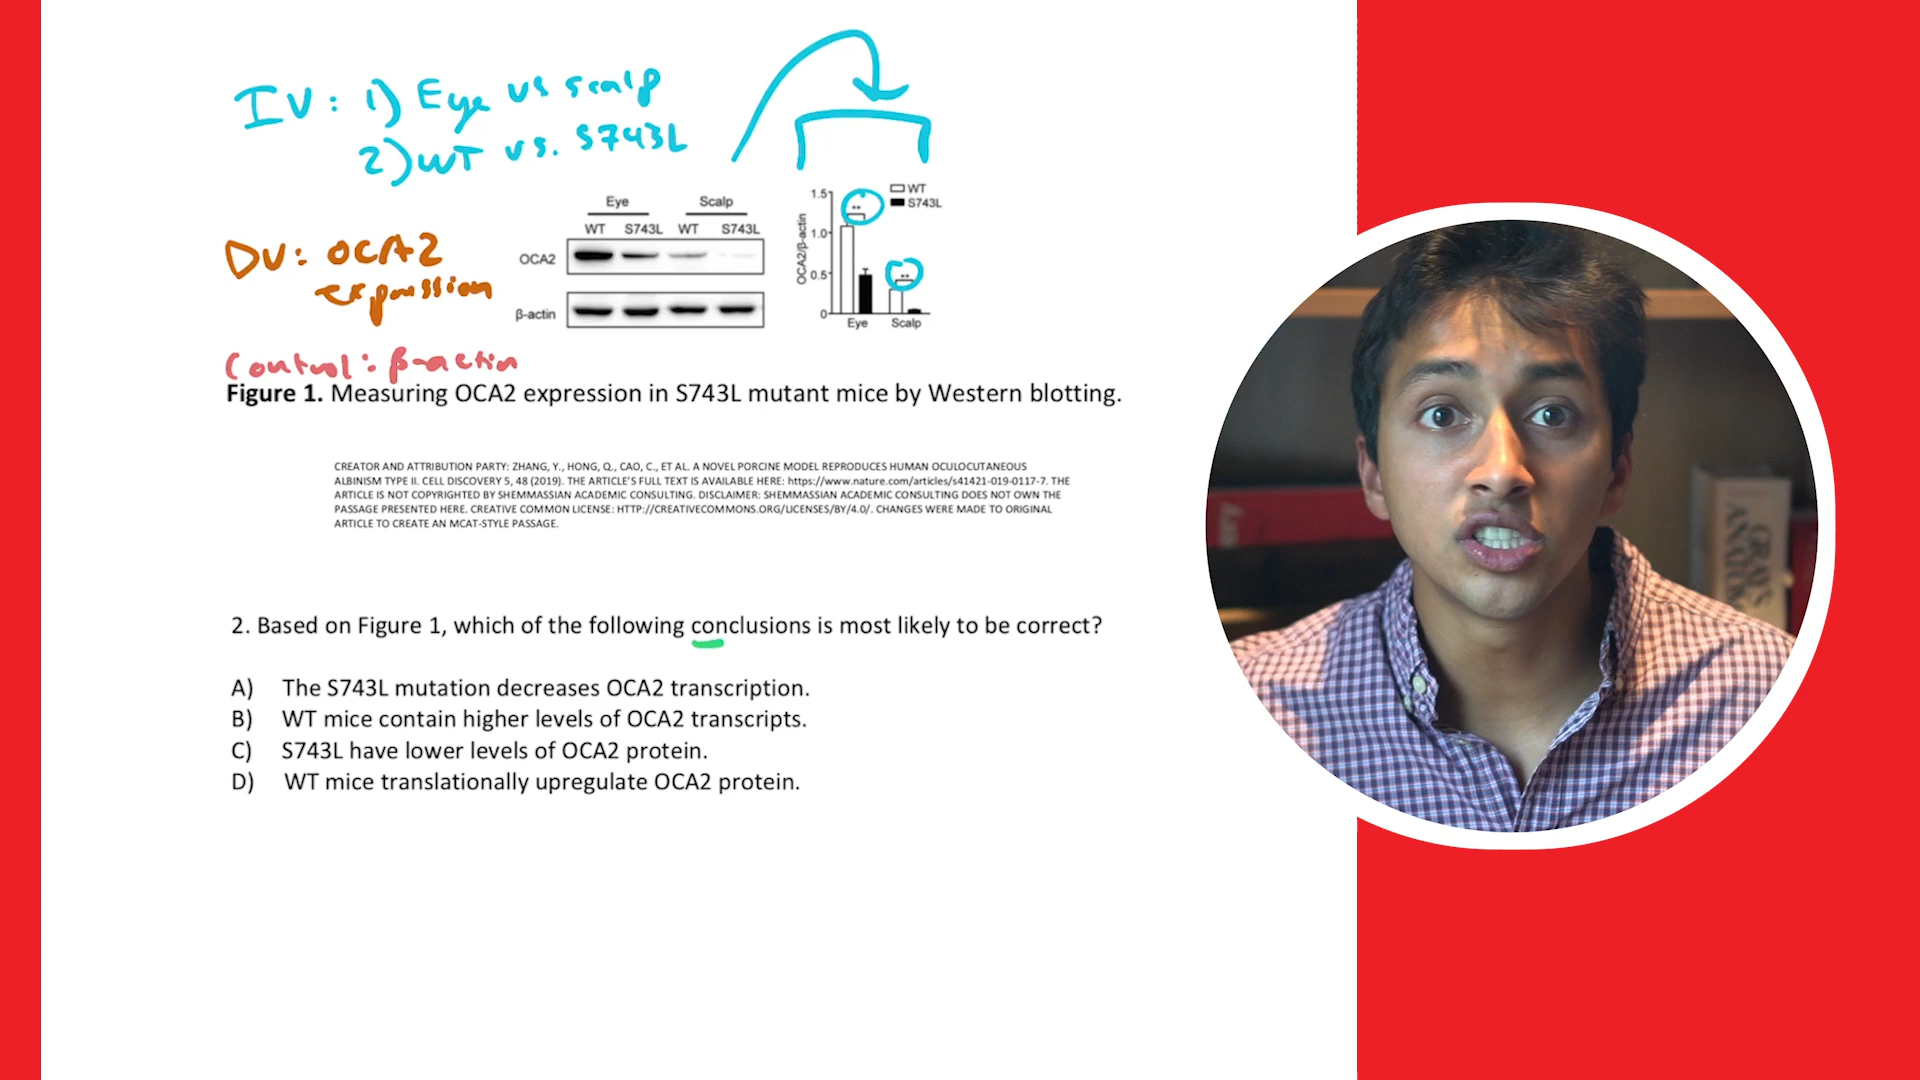 IV: 1) Eye vs scalp
2) WT vs. S743L
DV: OCA2
expression
Control: β-actin
Eye Scalp
WT S743L WT S743L
OCA2
β-actin
OCA2/β-actin
1.5
1.0
0.5
0
**
**
WT
S743L
Eye Scalp
Figure 1. Measuring OCA2 expression in S743L mutant mice by Western blotting.
CREATOR AND ATTRIBUTION PARTY: ZHANG, Y., HONG, Q., CAO, C., ET AL. A NOVEL PORCINE MODEL REPRODUCES HUMAN OCULOCUTANEOUS
ALBINISM TYPE II. CELL DISCOVERY 5, 48 (2019). THE ARTICLE'S FULL TEXT IS AVAILABLE HERE: https://www.nature.com/articles/s41421-019-0117-7. THE
ARTICLE IS NOT COPYRIGHTED BY SHEMMASSIAN ACADEMIC CONSULTING. DISCLAIMER: SHEMMASSIAN ACADEMIC CONSULTING DOES NOT OWN THE
PASSAGE PRESENTED HERE. CREATIVE COMMON LICENSE: HTTP://CREATIVECOMMONS.ORG/LICENSES/BY/4.0/. CHANGES WERE MADE TO ORIGINAL
ARTICLE TO CREATE AN MCAT-STYLE PASSAGE.
2. Based on Figure 1, which of the following conclusions is most likely to be correct?
A) The S743L mutation decreases OCA2 transcription.
B) WT mice contain higher levels of OCA2 transcripts.
C) S743L have lower levels of OCA2 protein.
D) WT mice translationally upregulate OCA2 protein.
GRAY'S